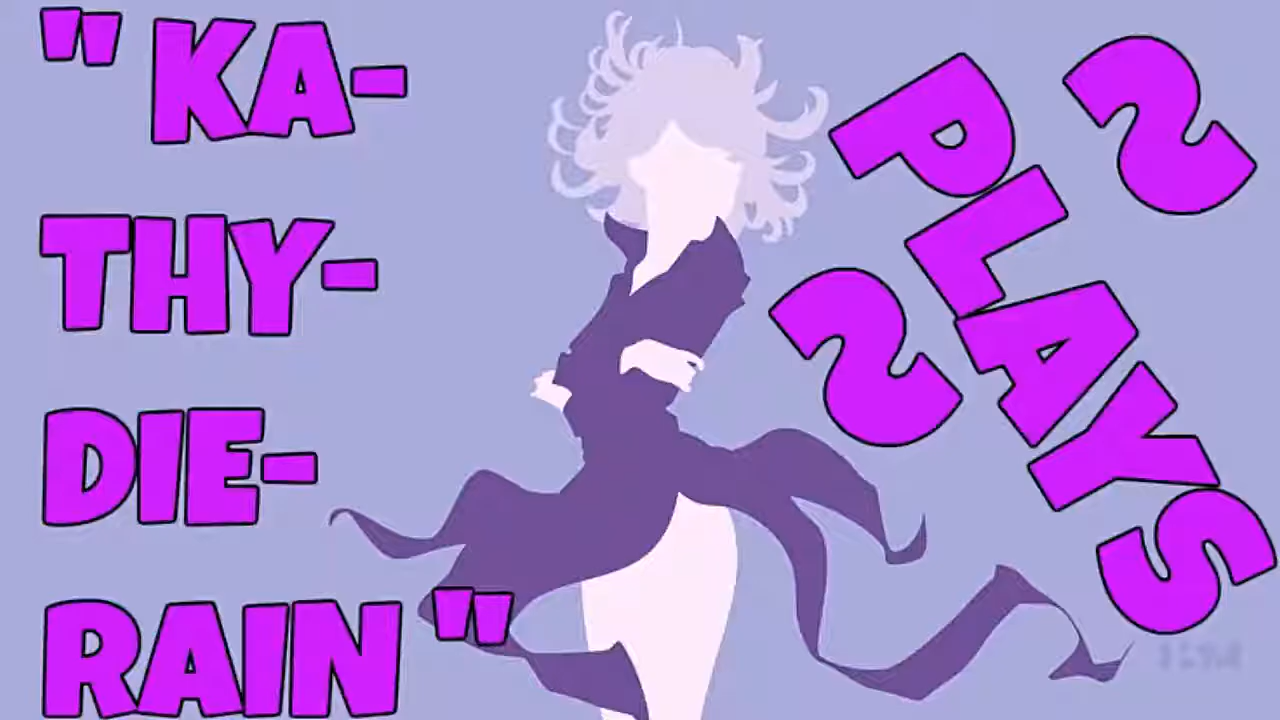 " KA-
THY-
DIE-
RAIN "
~
PLAYS
~